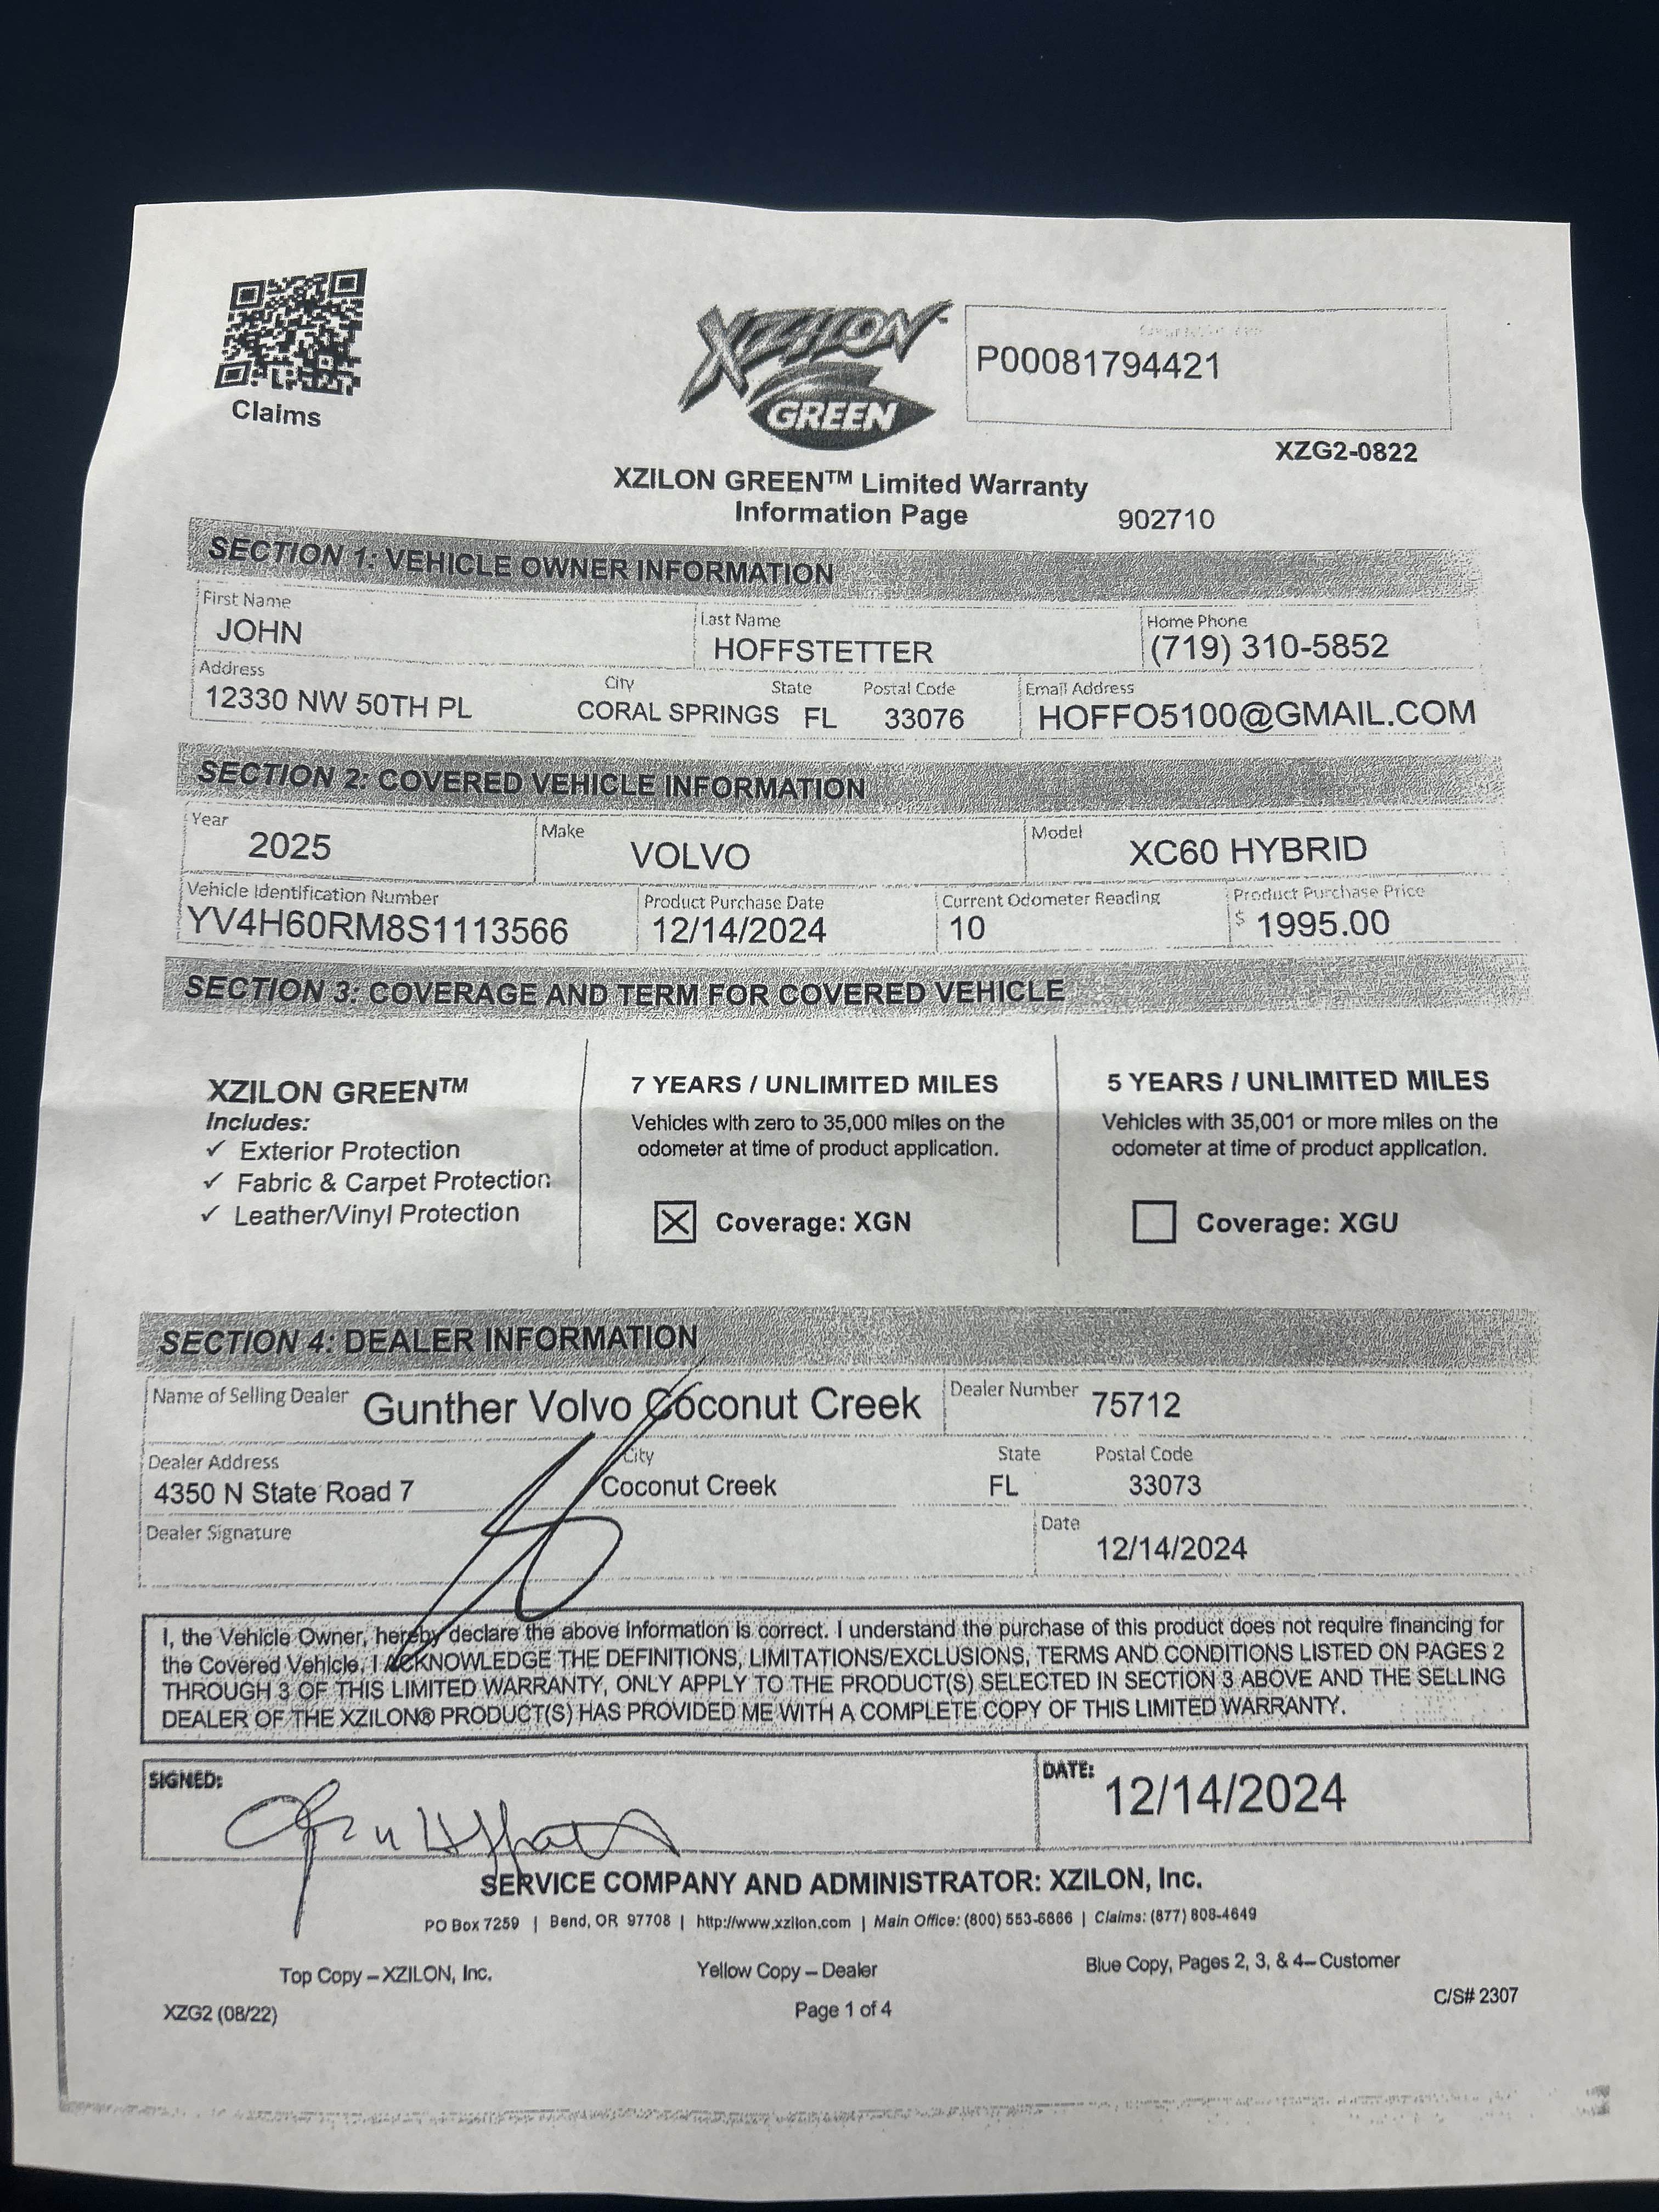 Claims
XZILON
GREEN
P00081794421
XZG2-0822
XZILON GREEN™ Limited Warranty
Information Page 902710
SECTION 1: VEHICLE OWNER INFORMATION
First Name Last Name Home Phone
JOHN HOFFSTETTER (719) 310-5852
Address City State Postal Code Email Address
12330 NW 50TH PL CORAL SPRINGS FL 33076 HOFFO5100@GMAIL.COM
SECTION 2: COVERED VEHICLE INFORMATION
Year Make Model
2025 VOLVO XC60 HYBRID
Vehicle Identification Number Product Purchase Date Current Odometer Reading Product Purchase Price
YV4H60RM8S1113566 12/14/2024 10 $ 1995.00
SECTION 3: COVERAGE AND TERM FOR COVERED VEHICLE
XZILON GREEN™
Includes:
✓ Exterior Protection
✓ Fabric & Carpet Protection
✓ Leather/Vinyl Protection
7 YEARS / UNLIMITED MILES
Vehicles with zero to 35,000 miles on the
odometer at time of product application.
☒ Coverage: XGN
5 YEARS / UNLIMITED MILES
Vehicles with 35,001 or more miles on the
odometer at time of product application.
☐ Coverage: XGU
SECTION 4: DEALER INFORMATION
Name of Selling Dealer Gunther Volvo Coconut Creek Dealer Number 75712
Dealer Address City State Postal Code
4350 N State Road 7 Coconut Creek FL 33073
Dealer Signature Date
12/14/2024
I, the Vehicle Owner, hereby declare the above information is correct. I understand the purchase of this product does not require financing for
the Covered Vehicle. I ACKNOWLEDGE THE DEFINITIONS, LIMITATIONS/EXCLUSIONS, TERMS AND CONDITIONS LISTED ON PAGES 2
THROUGH 3 OF THIS LIMITED WARRANTY, ONLY APPLY TO THE PRODUCT(S) SELECTED IN SECTION 3 ABOVE AND THE SELLING
DEALER OF THE XZILON® PRODUCT(S) HAS PROVIDED ME WITH A COMPLETE COPY OF THIS LIMITED WARRANTY.
SIGNED: DATE: 12/14/2024
SERVICE COMPANY AND ADMINISTRATOR: XZILON, Inc.
PO Box 7259 | Bend, OR 97708 | http://www.xzilon.com | Main Office: (800) 553-6866 | Claims: (877) 808-4649
Top Copy – XZILON, Inc. Yellow Copy – Dealer Blue Copy, Pages 2, 3, & 4– Customer
XZG2 (08/22) Page 1 of 4 C/S# 2307